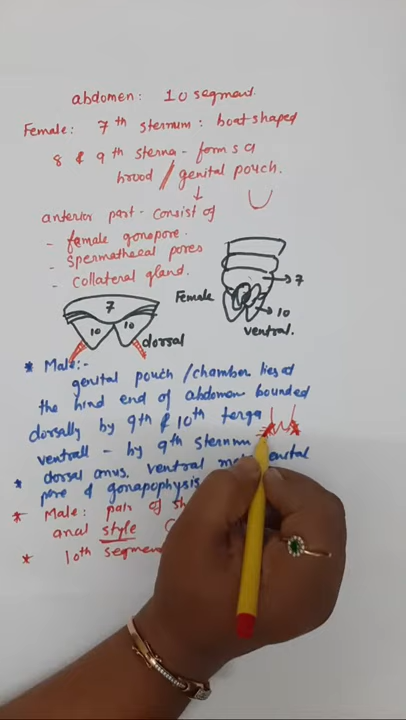 abdomen: 10 segment.
Female: 7th sternum: boat shaped
8 & 9th sterna - forms a
brood / genital pouch.
anterior part - consist of
- female gonopore.
- Spermathecal pores
- Collateral gland.
7
10 10
dorsal
Female
7
10
ventral.
* Male:-
genital pouch / chamber lies at
the hind end of abdomen bounded
dorsally by 9th & 10th terga
ventrall - by 9th sternum
* dorsal anus, ventral male genital
pore & gonapophysis
* Male: pair of
anal style
* 10th segment